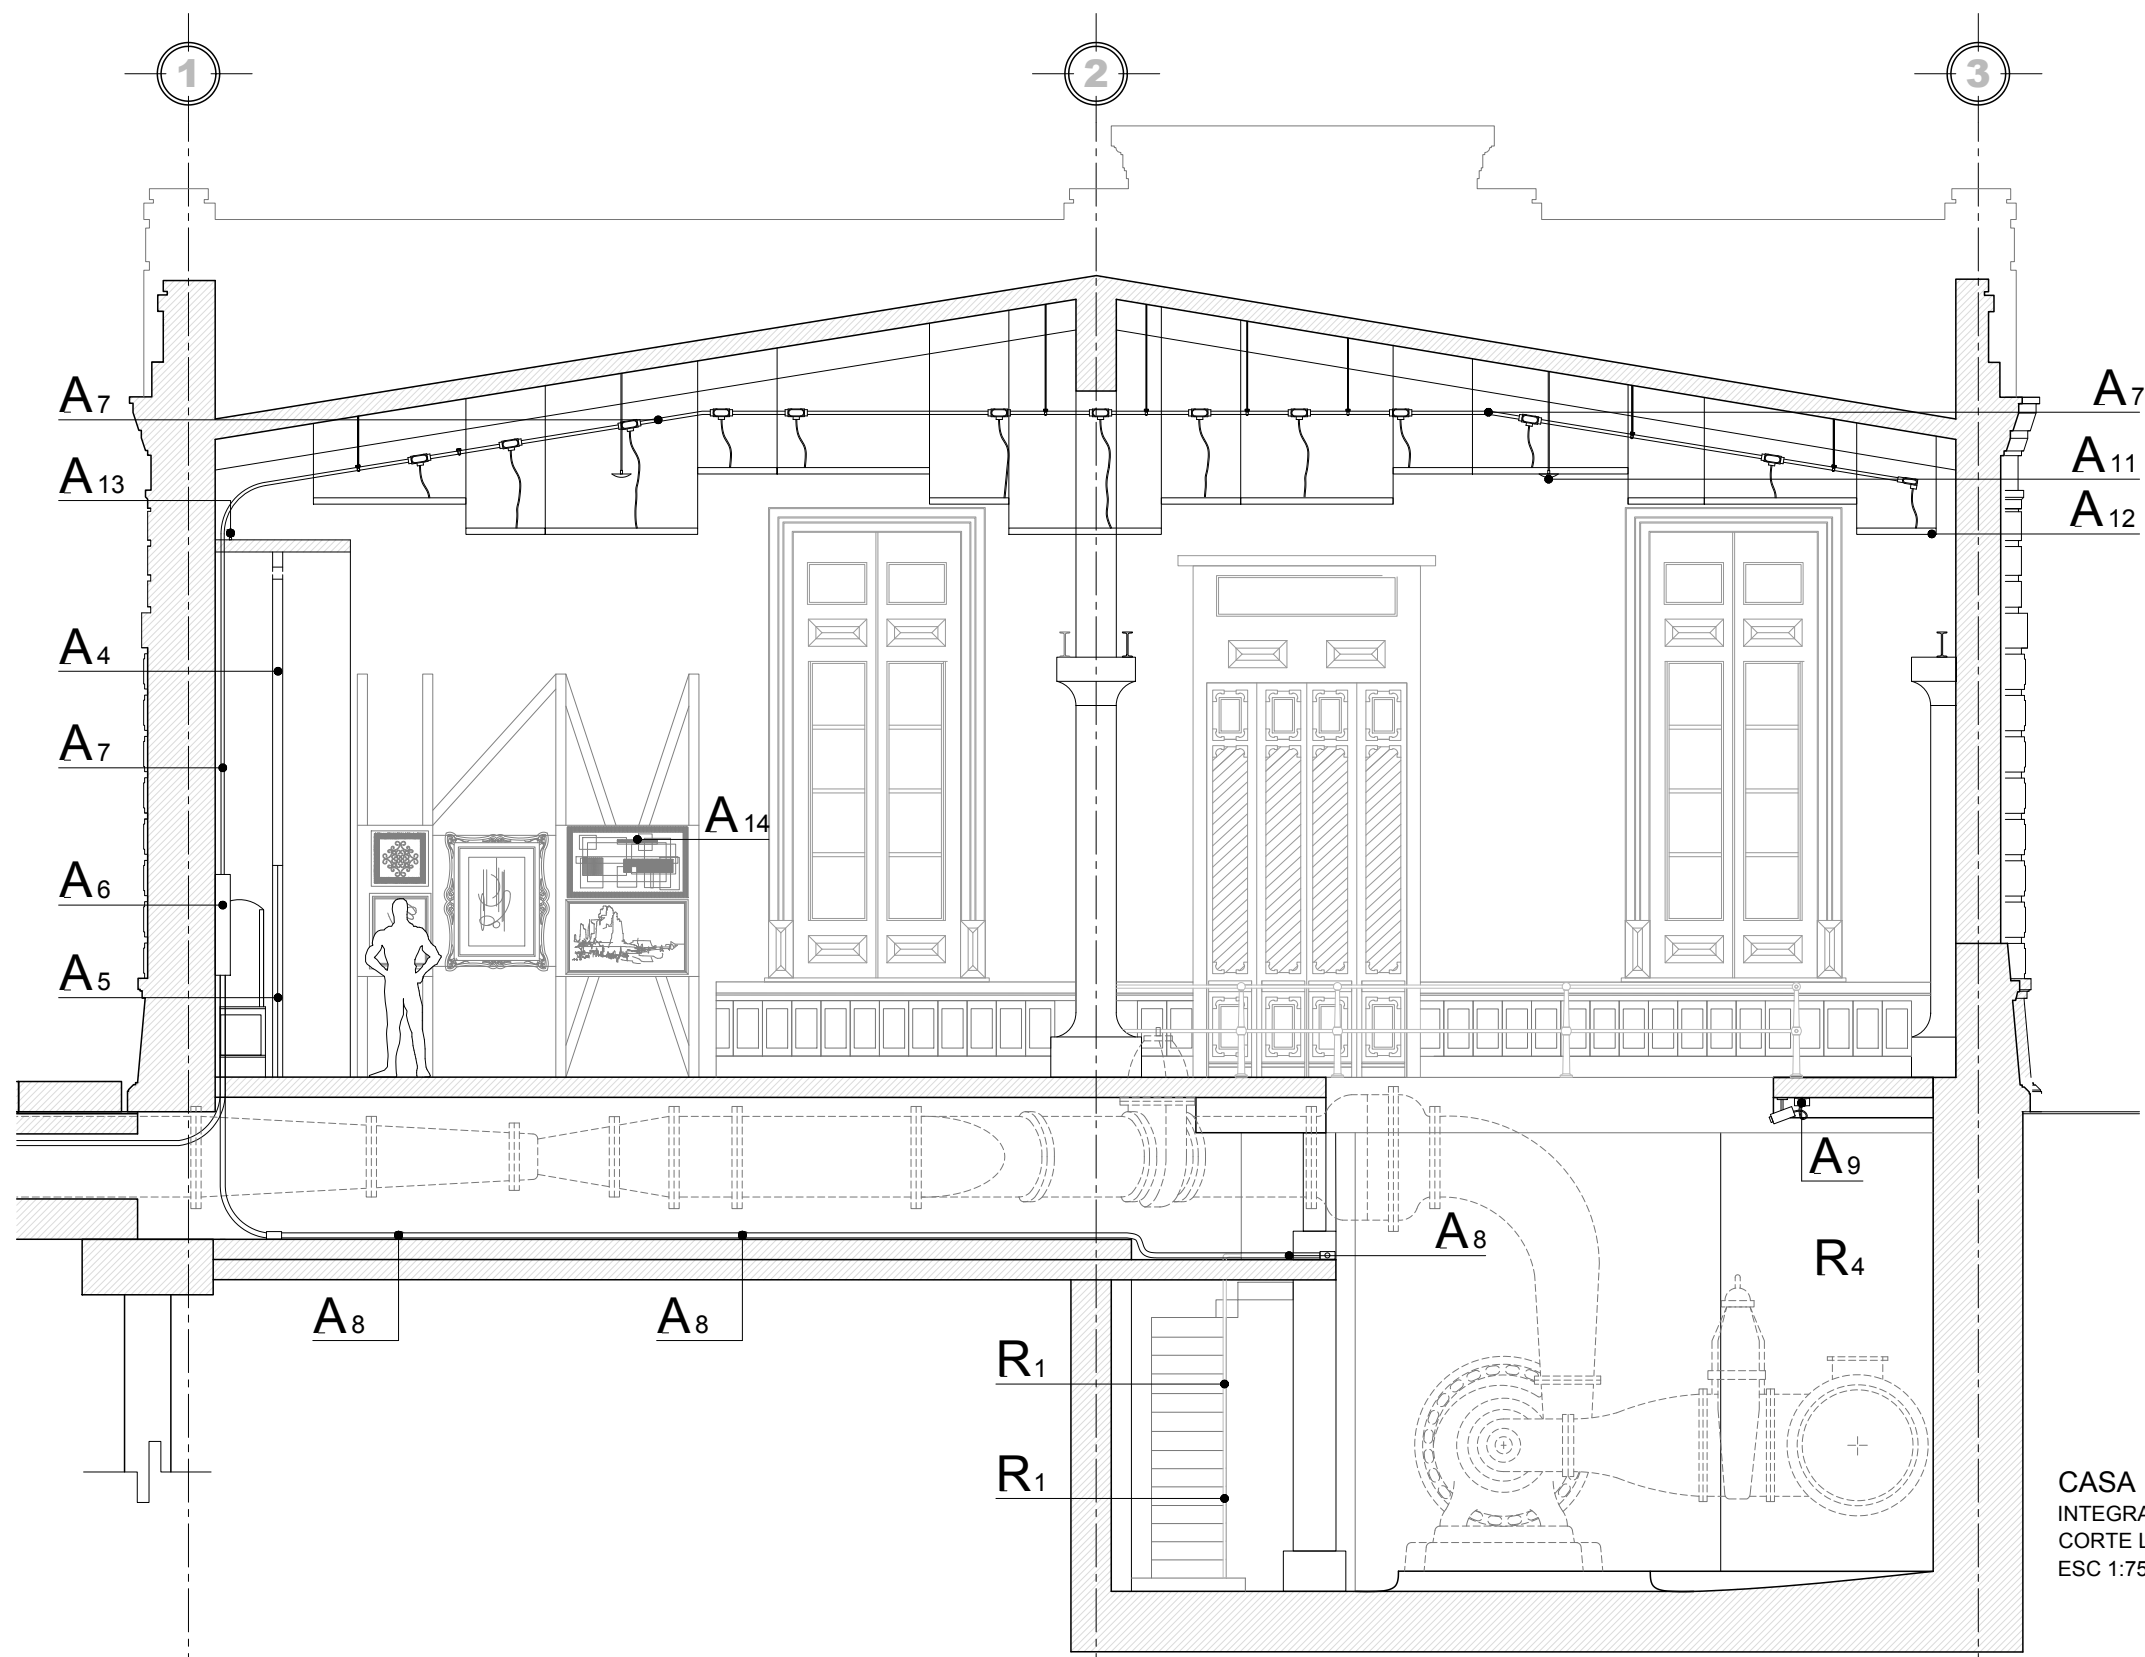 1 2 3
A7 A7
A13 A11
A12
A4
A7
A14
A6
A5
A9
A8
R4
A8 A8
R1
R1
CASA
INTEGRA
CORTE L
ESC 1:75